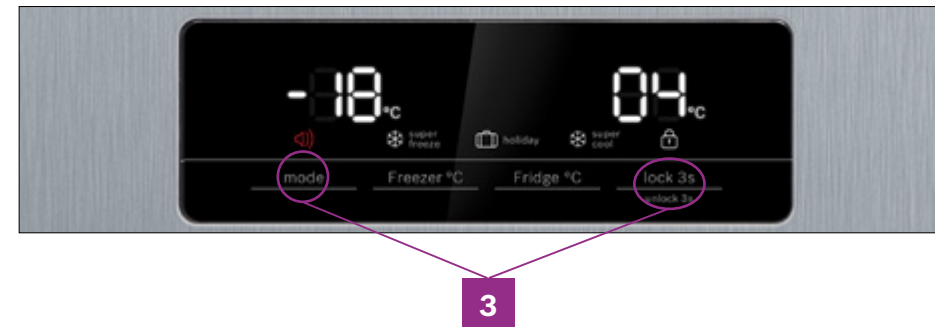 -18 °C 04 °C
super freeze holiday super cool
mode Freezer °C Fridge °C lock 3s
unlock 3s
3